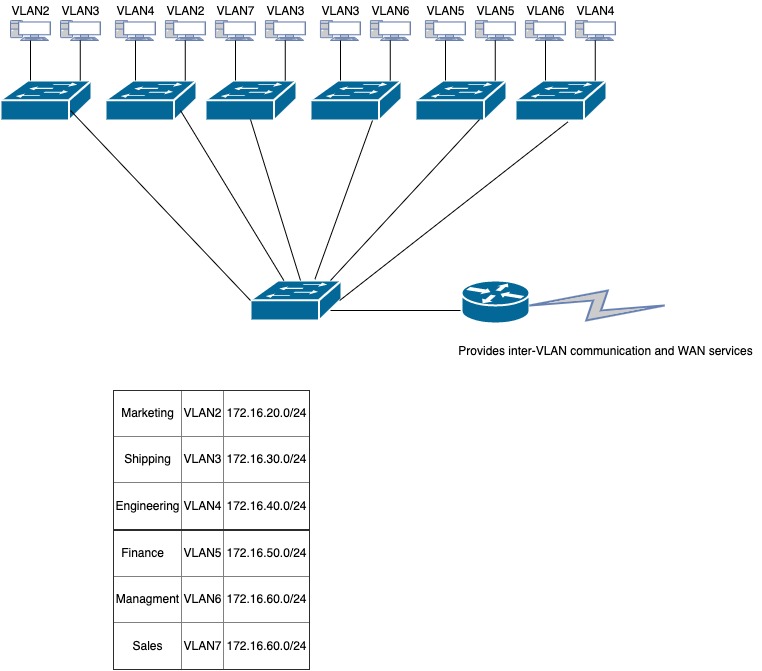 VLAN2 VLAN3 VLAN4 VLAN2 VLAN7 VLAN3 VLAN3 VLAN6 VLAN5 VLAN5 VLAN6 VLAN4
Provides inter-VLAN communication and WAN services
Marketing VLAN2 172.16.20.0/24
Shipping VLAN3 172.16.30.0/24
Engineering VLAN4 172.16.40.0/24
Finance VLAN5 172.16.50.0/24
Managment VLAN6 172.16.60.0/24
Sales VLAN7 172.16.60.0/24